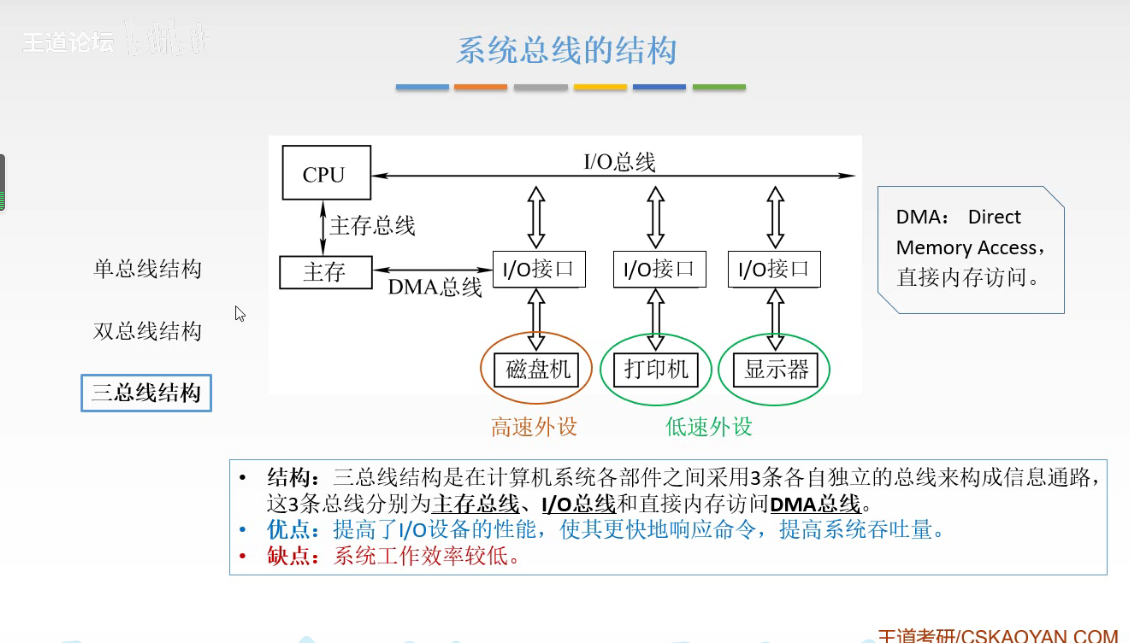 王道论坛
系统总线的结构
CPU
I/O总线
主存总线
主存
DMA总线
I/O接口
I/O接口
I/O接口
磁盘机
打印机
显示器
高速外设
低速外设
DMA： Direct
Memory Access，
直接内存访问。
单总线结构
双总线结构
三总线结构
• 结构：三总线结构是在计算机系统各部件之间采用3条各自独立的总线来构成信息通路，
这3条总线分别为主存总线、I/O总线和直接内存访问DMA总线。
• 优点：提高了I/O设备的性能，使其更快地响应命令，提高系统吞吐量。
• 缺点：系统工作效率较低。
王道考研/CSKAOYAN.COM